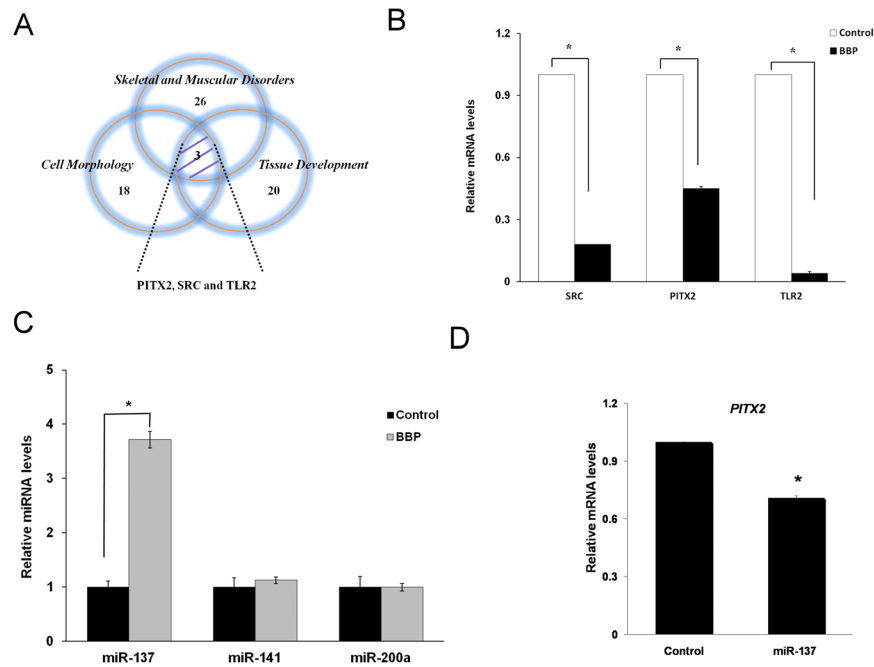 A
Skeletal and Muscular Disorders
26
3
Cell Morphology
Tissue Development
18
20
PITX2, SRC and TLR2
B
Relative mRNA levels
1.2
0.9
0.6
0.3
0
*
*
*
Control
BBP
SRC
PITX2
TLR2
C
Relative miRNA levels
5
4
3
2
1
0
*
Control
BBP
miR-137
miR-141
miR-200a
D
PITX2
Relative mRNA levels
1.2
0.9
0.6
0.3
0
*
Control
miR-137